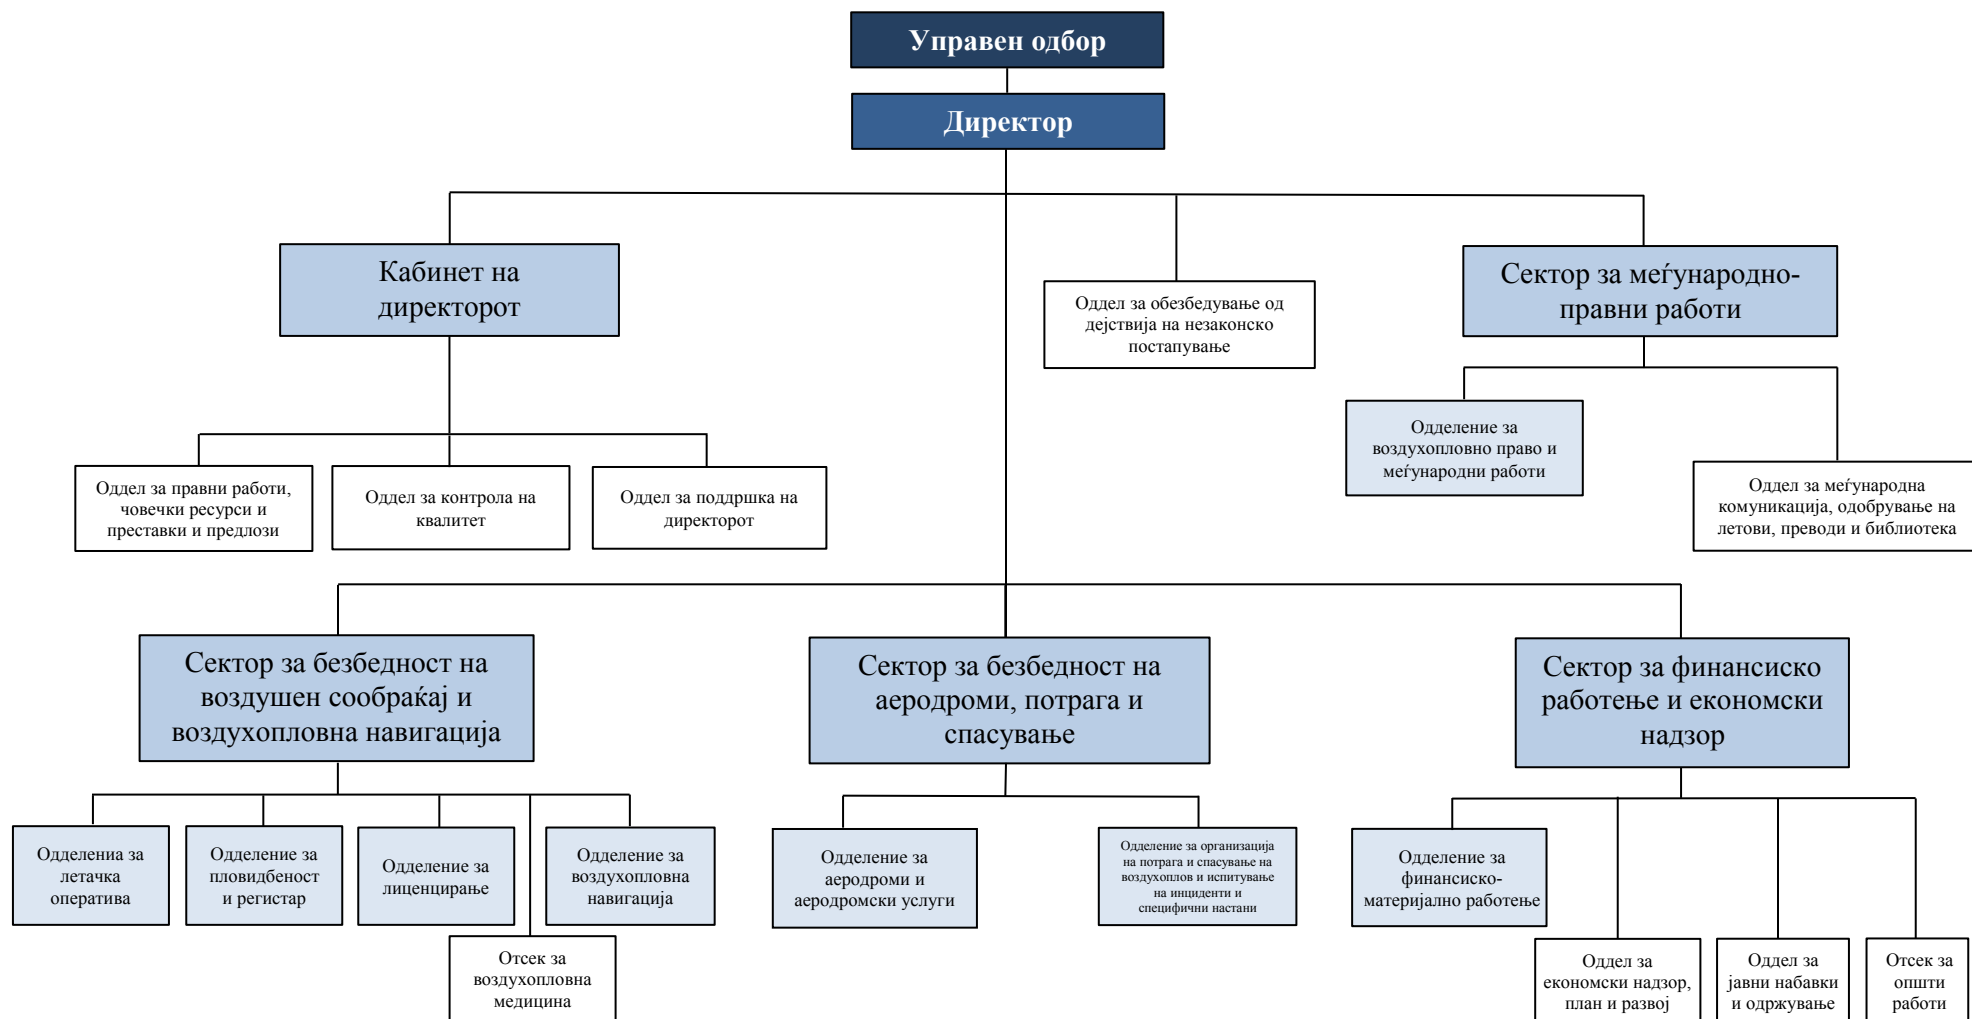 Управен одбор
Директор
Кабинет на
директорот
Оддел за обезбедување од
дејствија на незаконско
постапување
Сектор за меѓународно-
правни работи
Одделение за
воздухопловно право и
меѓународни работи
Оддел за меѓународна
комуникација, одобрување на
летови, преводи и библиотека
Оддел за правни работи,
човечки ресурси и
преставки и предлози
Оддел за контрола на
квалитет
Оддел за поддршка на
директорот
Сектор за безбедност на
воздушен сообраќај и
воздухопловна навигација
Сектор за безбедност на
аеродроми, потрага и
спасување
Сектор за финансиско
работење и економски
надзор
Одделениа за
летачка
оператива
Одделение за
пловидбеност
и регистар
Одделение за
лиценцирање
Одделение за
воздухопловна
навигација
Отсек за
воздухопловна
медицина
Одделение за
аеродроми и
аеродромски услуги
Одделение за организација
на потрага и спасување на
воздухоплов и испитување
на инциденти и
специфични настани
Одделение за
финансиско-
материјално работење
Оддел за
економски надзор,
план и развој
Оддел за
јавни набавки
и одржување
Отсек за
општи
работи